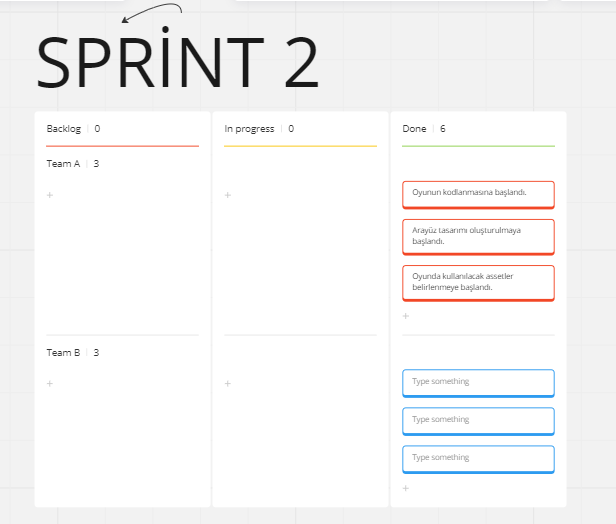 SPRİNT 2
Backlog | 0
In progress | 0
Done | 6
Team A | 3
+
+
Oyunun kodlanmasına başlandı.
Arayüz tasarımı oluşturulmaya
başlandı.
Oyunda kullanılacak assetler
belirlenmeye başlandı.
+
Team B | 3
+
+
Type something
Type something
Type something
+